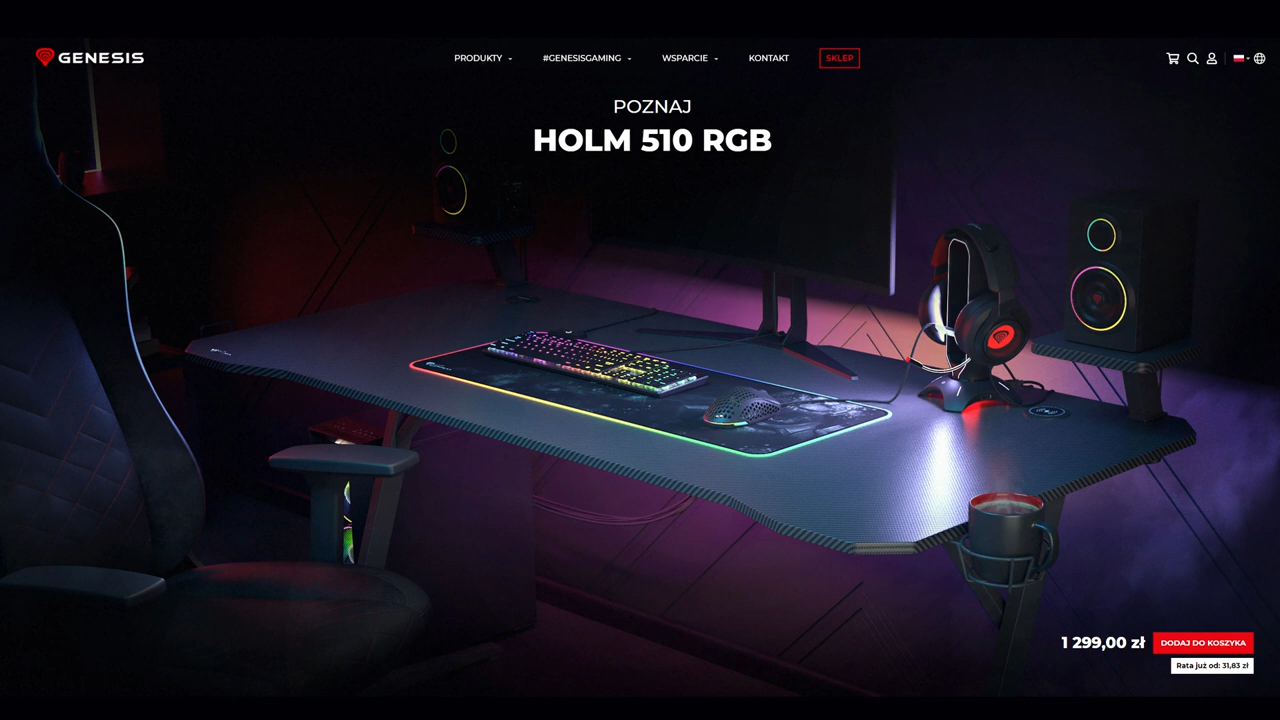 GENESIS
PRODUKTY
#GENESISGAMING
WSPARCIE
KONTAKT
SKLEP
POZNAJ
HOLM 510 RGB
1 299,00 zł
DODAJ DO KOSZYKA
Rata już od: 31,83 zł